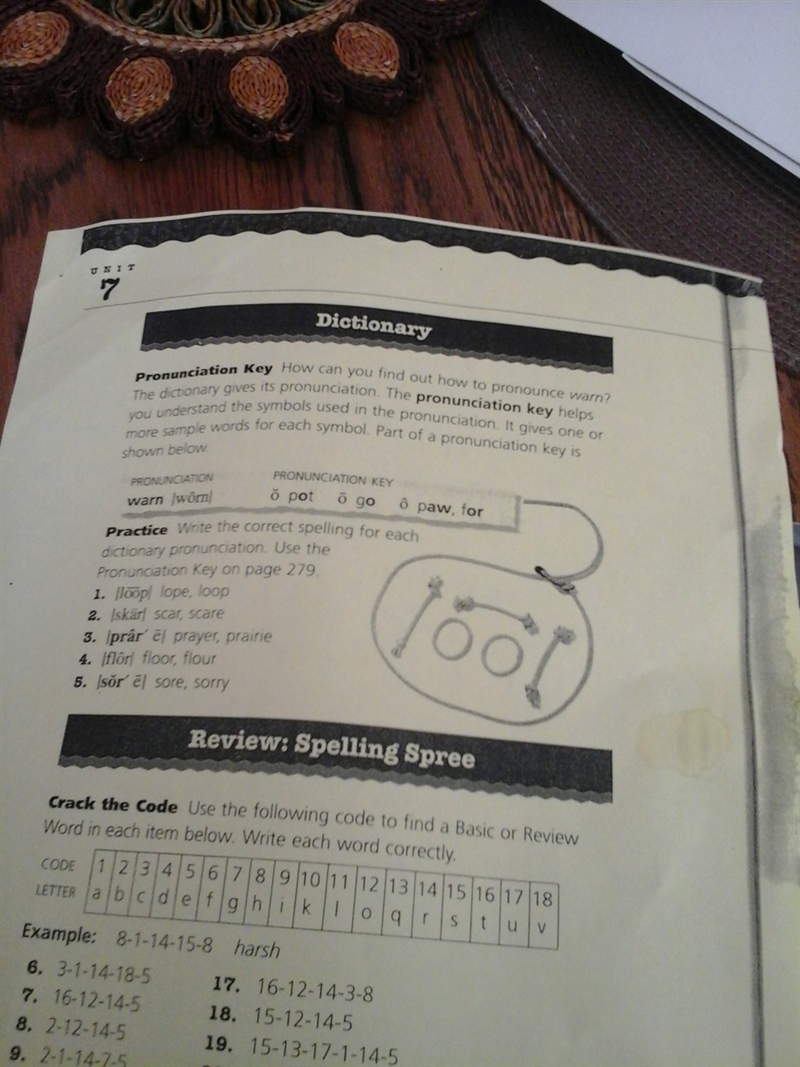 UNIT
7
Dictionary
Pronunciation Key How can you find out how to pronounce warn?
The dictionary gives its pronunciation. The pronunciation key helps
you understand the symbols used in the pronunciation. It gives one or
more sample words for each symbol. Part of a pronunciation key is
shown below.
PRONUNCIATION PRONUNCIATION KEY
warn |wôrn| ŏ pot ō go ô paw, for
Practice Write the correct spelling for each
dictionary pronunciation. Use the
Pronunciation Key on page 279.
1. |lo͞op| lope, loop
2. |skär| scar, scare
3. |prâr´ ē| prayer, prairie
4. |flôr| floor, flour
5. |sŏr´ ē| sore, sorry
Review: Spelling Spree
Crack the Code Use the following code to find a Basic or Review
Word in each item below. Write each word correctly.
CODE 1 2 3 4 5 6 7 8 9 10 11 12 13 14 15 16 17 18
LETTER a b c d e f g h i k l o q r s t u v
Example: 8-1-14-15-8 harsh
6. 3-1-14-18-5 17. 16-12-14-3-8
7. 16-12-14-5 18. 15-12-14-5
8. 2-12-14-5 19. 15-13-17-1-14-5
9. 2-1-14-7-5